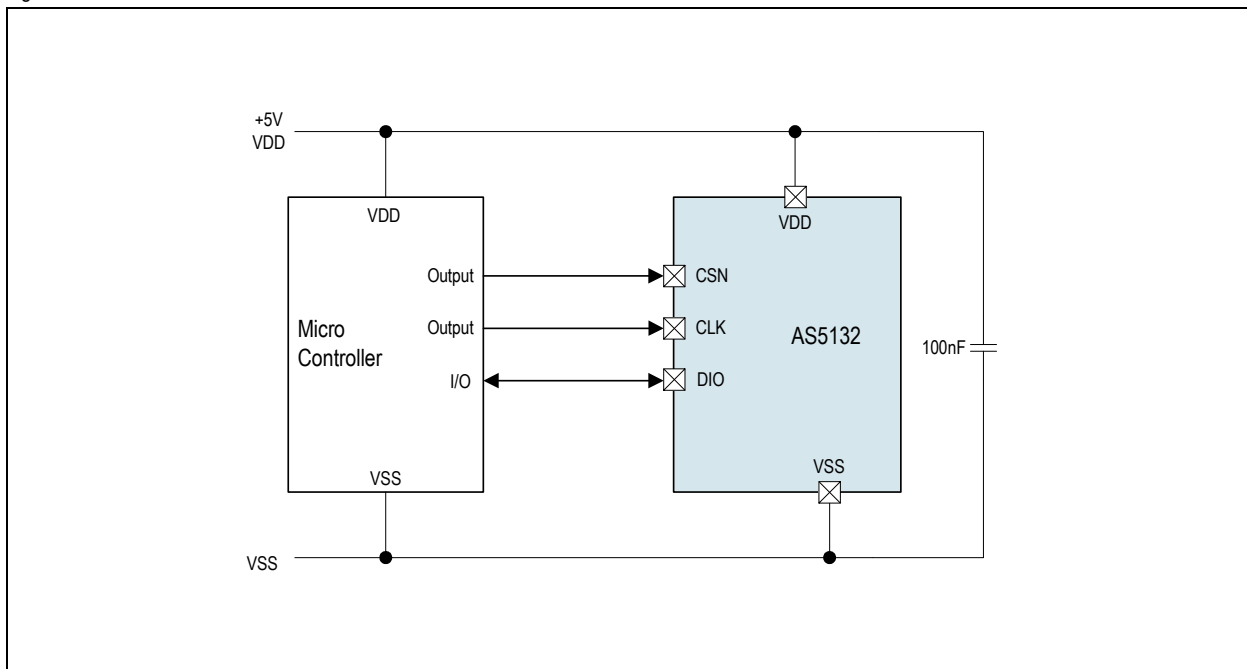 +5V
VDD
VDD
VDD
Output
CSN
Output
CLK
Micro
Controller
AS5132
100nF
I/O
DIO
VSS
VSS
VSS